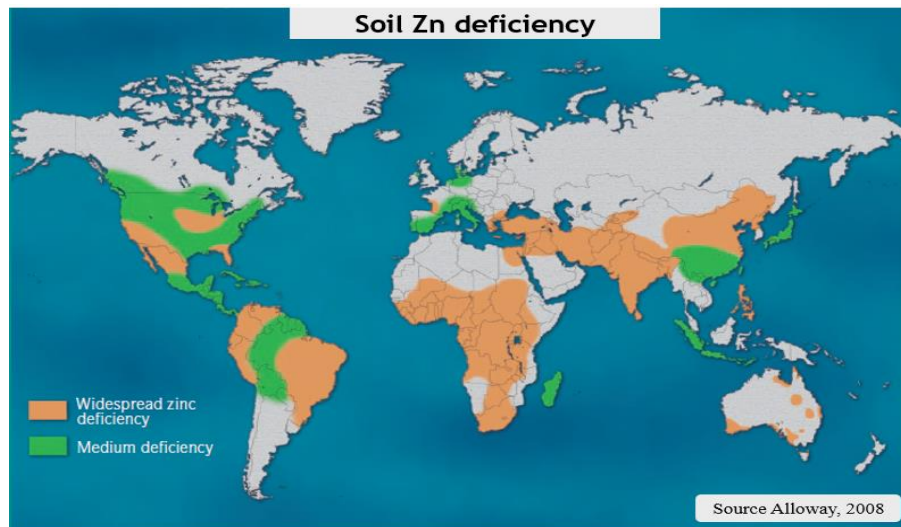 Soil Zn deficiency
Widespread zinc
deficiency
Medium deficiency
Source Alloway, 2008